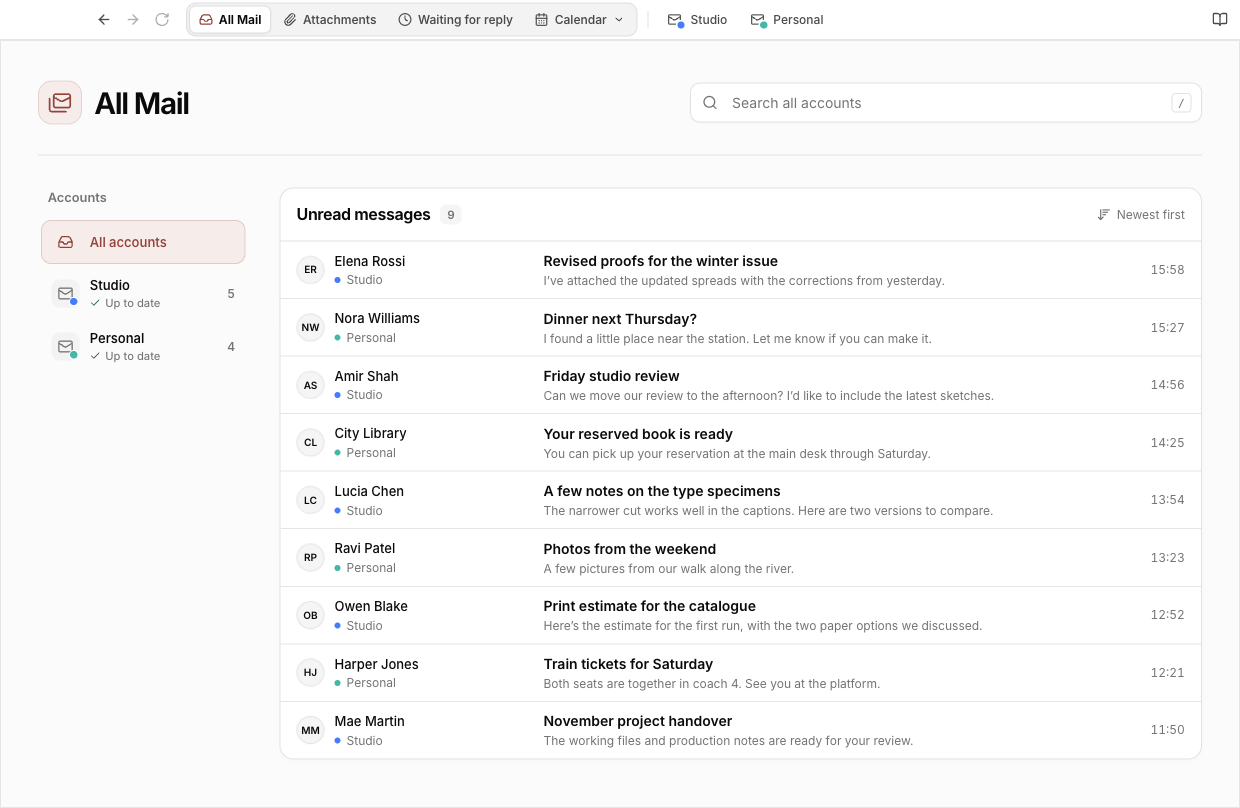 All Mail
Attachments
Waiting for reply
Calendar
Studio
Personal
All Mail
Search all accounts
/
Accounts
All accounts
Studio
Up to date
5
Personal
Up to date
4
Unread messages 9
Newest first
ER
Elena Rossi
Studio
Revised proofs for the winter issue
I’ve attached the updated spreads with the corrections from yesterday.
15:58
NW
Nora Williams
Personal
Dinner next Thursday?
I found a little place near the station. Let me know if you can make it.
15:27
AS
Amir Shah
Studio
Friday studio review
Can we move our review to the afternoon? I’d like to include the latest sketches.
14:56
CL
City Library
Personal
Your reserved book is ready
You can pick up your reservation at the main desk through Saturday.
14:25
LC
Lucia Chen
Studio
A few notes on the type specimens
The narrower cut works well in the captions. Here are two versions to compare.
13:54
RP
Ravi Patel
Personal
Photos from the weekend
A few pictures from our walk along the river.
13:23
OB
Owen Blake
Studio
Print estimate for the catalogue
Here’s the estimate for the first run, with the two paper options we discussed.
12:52
HJ
Harper Jones
Personal
Train tickets for Saturday
Both seats are together in coach 4. See you at the platform.
12:21
MM
Mae Martin
Studio
November project handover
The working files and production notes are ready for your review.
11:50